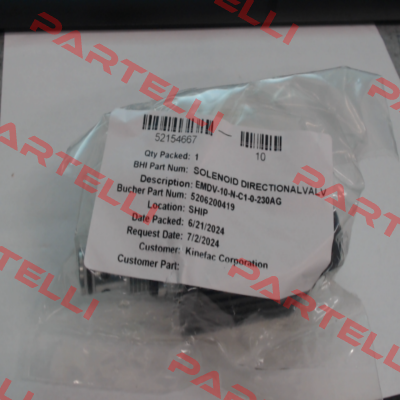 PARTELLI
52154667 — 10
Qty Packed: 1
BHI Part Num: SOLENOID DIRECTIONALVALV
Description: EMDV-10-N-C1-0-230AG
Bucher Part Num: 5206200419
Location: SHIP
Date Packed: 6/21/2024
Request Date: 7/2/2024
Customer: Kinefac Corporation
Customer Part:
PARTELLI
PARTELLI